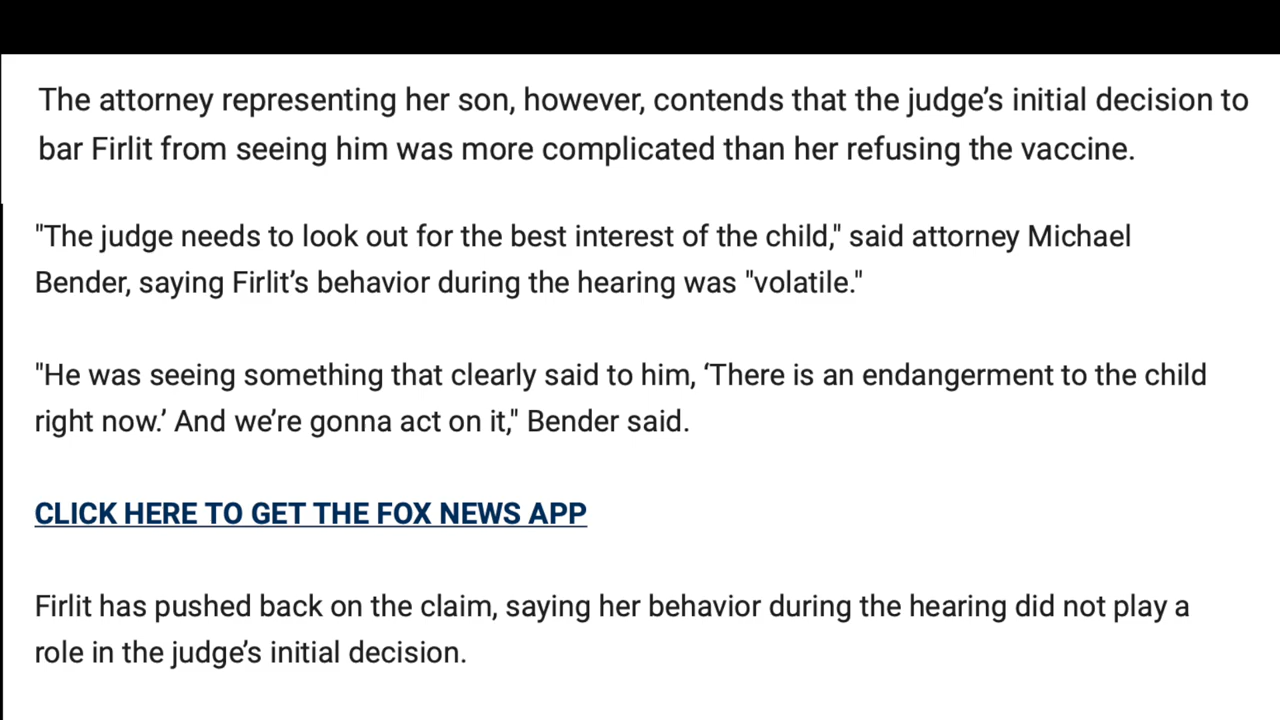 The attorney representing her son, however, contends that the judge’s initial decision to
bar Firlit from seeing him was more complicated than her refusing the vaccine.
"The judge needs to look out for the best interest of the child," said attorney Michael
Bender, saying Firlit’s behavior during the hearing was "volatile."
"He was seeing something that clearly said to him, ‘There is an endangerment to the child
right now.’ And we’re gonna act on it," Bender said.
CLICK HERE TO GET THE FOX NEWS APP
Firlit has pushed back on the claim, saying her behavior during the hearing did not play a
role in the judge’s initial decision.